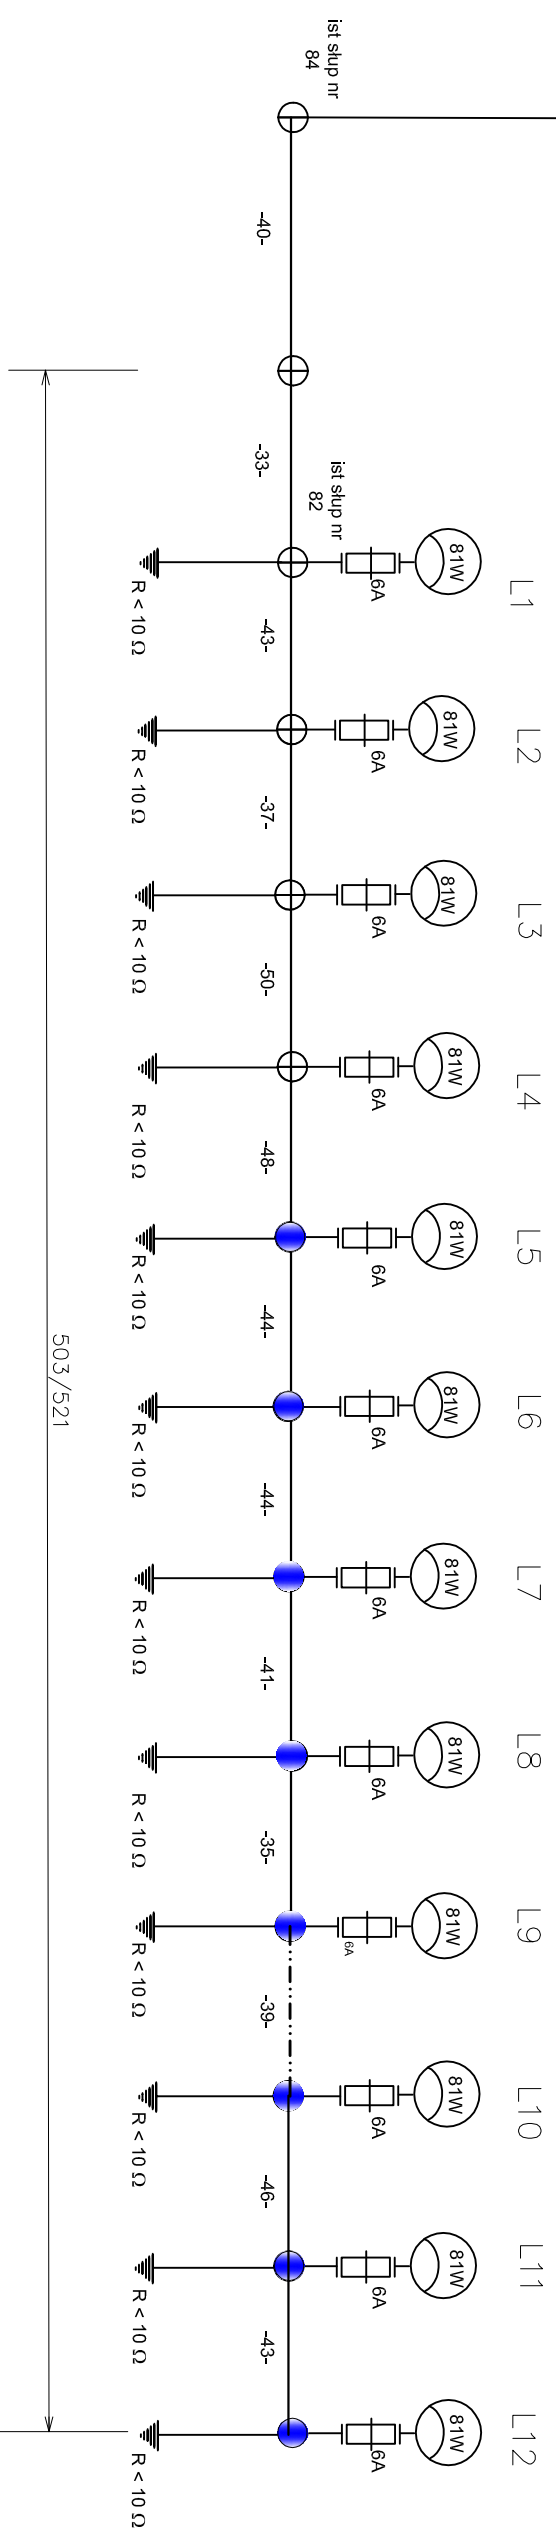 ist słup nr
84
-40-
-33-
ist słup nr
82
L1
81W
6A
R < 10 Ω
-43-
L2
81W
6A
R < 10 Ω
-37-
L3
81W
6A
R < 10 Ω
-50-
L4
81W
6A
R < 10 Ω
-48-
L5
81W
6A
R < 10 Ω
-44-
503/521
L6
81W
6A
R < 10 Ω
-44-
L7
81W
6A
R < 10 Ω
-41-
L8
81W
6A
R < 10 Ω
-35-
L9
81W
6A
R < 10 Ω
-39-
L10
81W
6A
R < 10 Ω
-46-
L11
81W
6A
R < 10 Ω
-43-
L12
81W
6A
R < 10 Ω